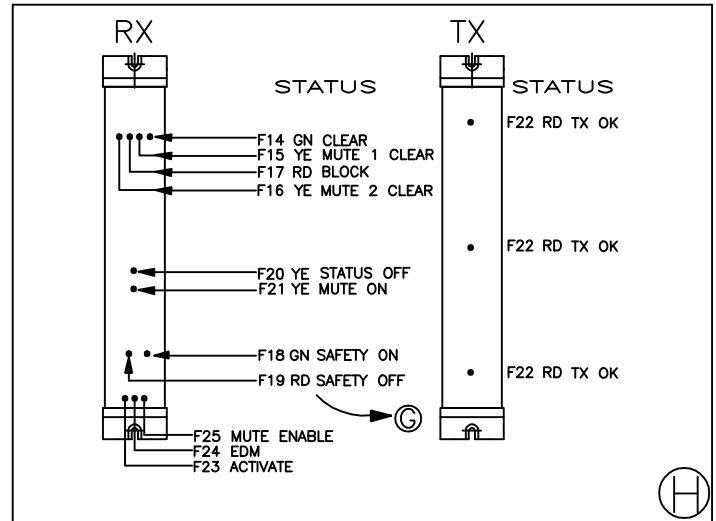 RX
TX
STATUS
STATUS
F22 RD TX OK
F14 GN CLEAR
F15 YE MUTE 1 CLEAR
F17 RD BLOCK
F16 YE MUTE 2 CLEAR
F22 RD TX OK
F20 YE STATUS OFF
F21 YE MUTE ON
F18 GN SAFETY ON
F22 RD TX OK
F19 RD SAFETY OFF
G
F25 MUTE ENABLE
F24 EDM
F23 ACTIVATE
H